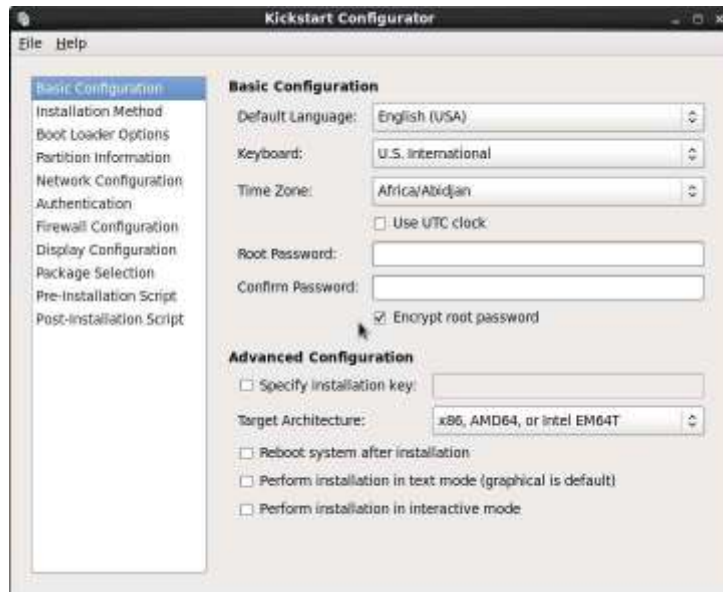 Kickstart Configurator
File Help
Basic Configuration
Installation Method
Boot Loader Options
Partition Information
Network Configuration
Authentication
Firewall Configuration
Display Configuration
Package Selection
Pre-Installation Script
Post-Installation Script
Basic Configuration
Default Language: English (USA)
Keyboard: U.S. International
Time Zone: Africa/Abidjan
Use UTC clock
Root Password:
Confirm Password:
Encrypt root password
Advanced Configuration
Specify installation key:
Target Architecture: x86, AMD64, or Intel EM64T
Reboot system after installation
Perform installation in text mode (graphical is default)
Perform installation in interactive mode